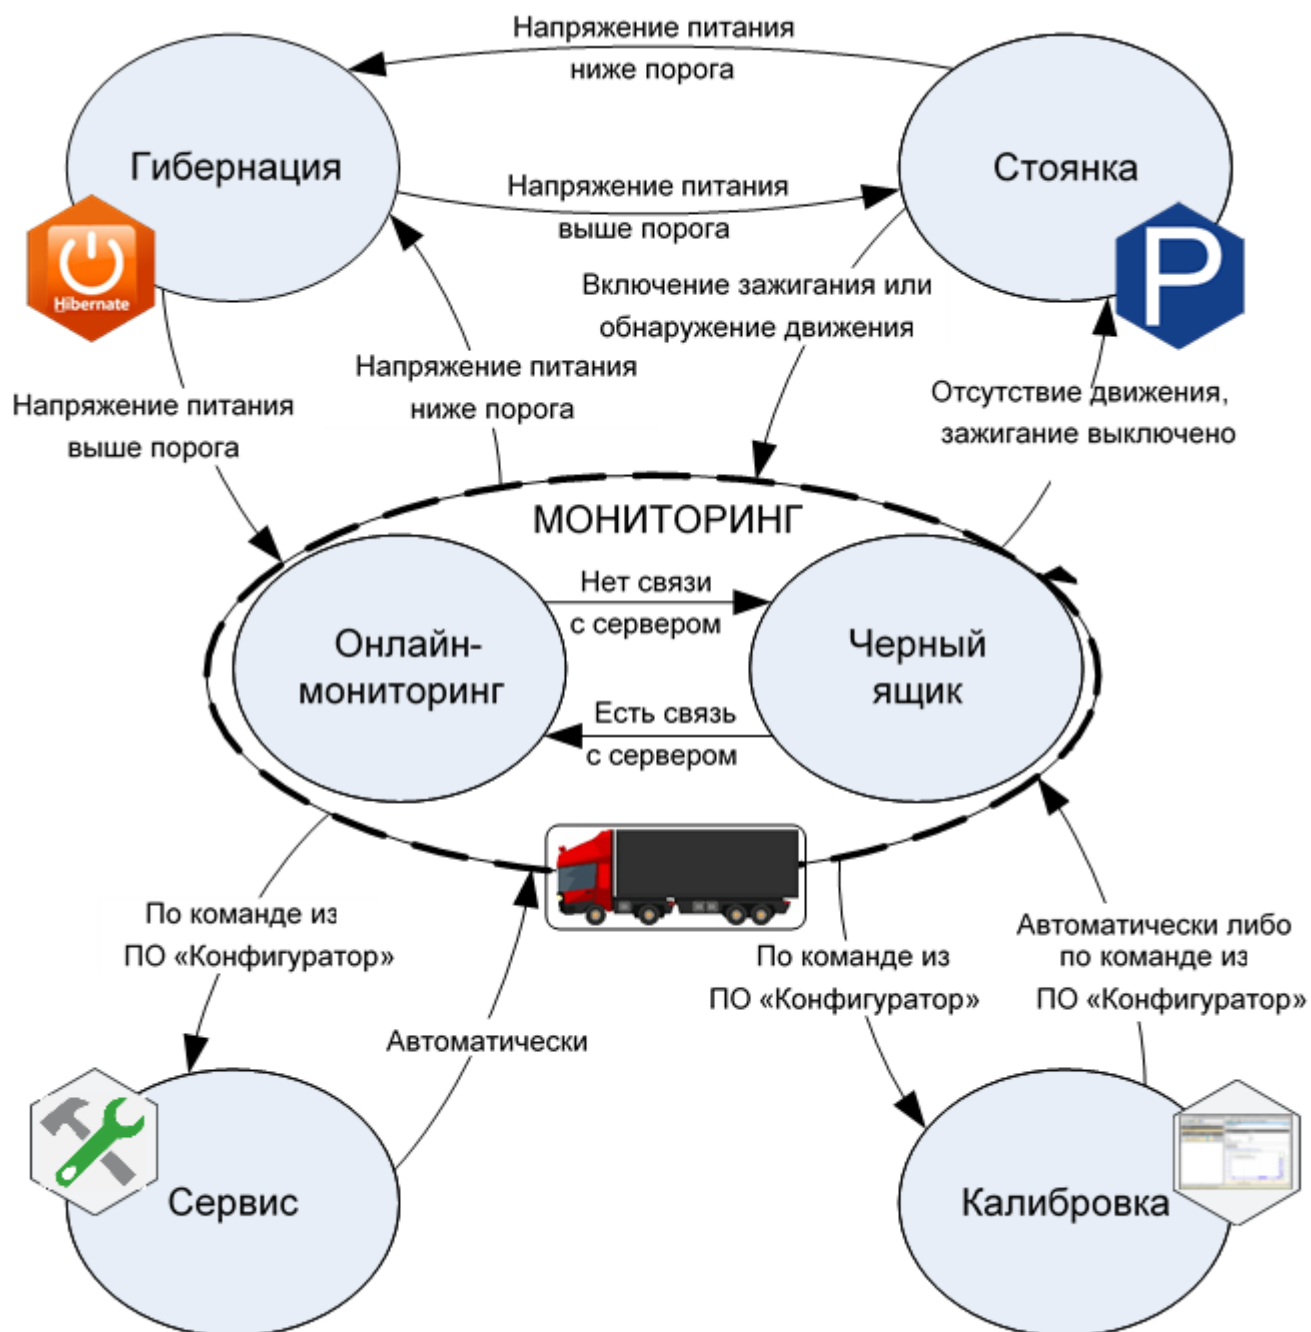 Напряжение питания
ниже порога
Гибернация
Стоянка
Напряжение питания
выше порога
Hibernate
P
Включение зажигания или
обнаружение движения
Напряжение питания
ниже порога
Напряжение питания
выше порога
Отсутствие движения,
зажигание выключено
МОНИТОРИНГ
Нет связи
с сервером
Онлайн-
мониторинг
Черный
ящик
Есть связь
с сервером
По команде из
ПО «Конфигуратор»
Автоматически
По команде из
ПО «Конфигуратор»
Автоматически либо
по команде из
ПО «Конфигуратор»
Сервис
Калибровка